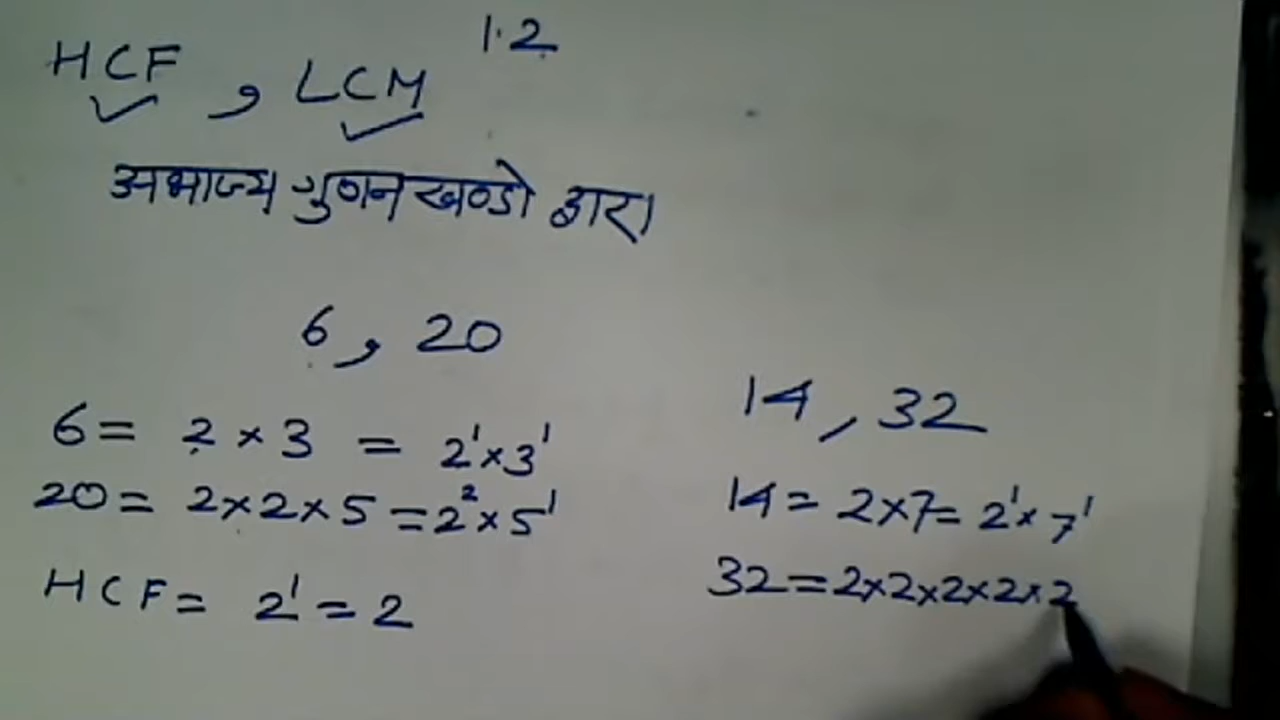 HCF, LCM 1.2
अभाज्य गुणनखण्डो द्वारा
6, 20
6= 2×3 = 2¹×3¹
20= 2×2×5=2²×5¹
HCF= 2¹=2
14, 32
14= 2×7= 2¹×7¹
32=2×2×2×2×2